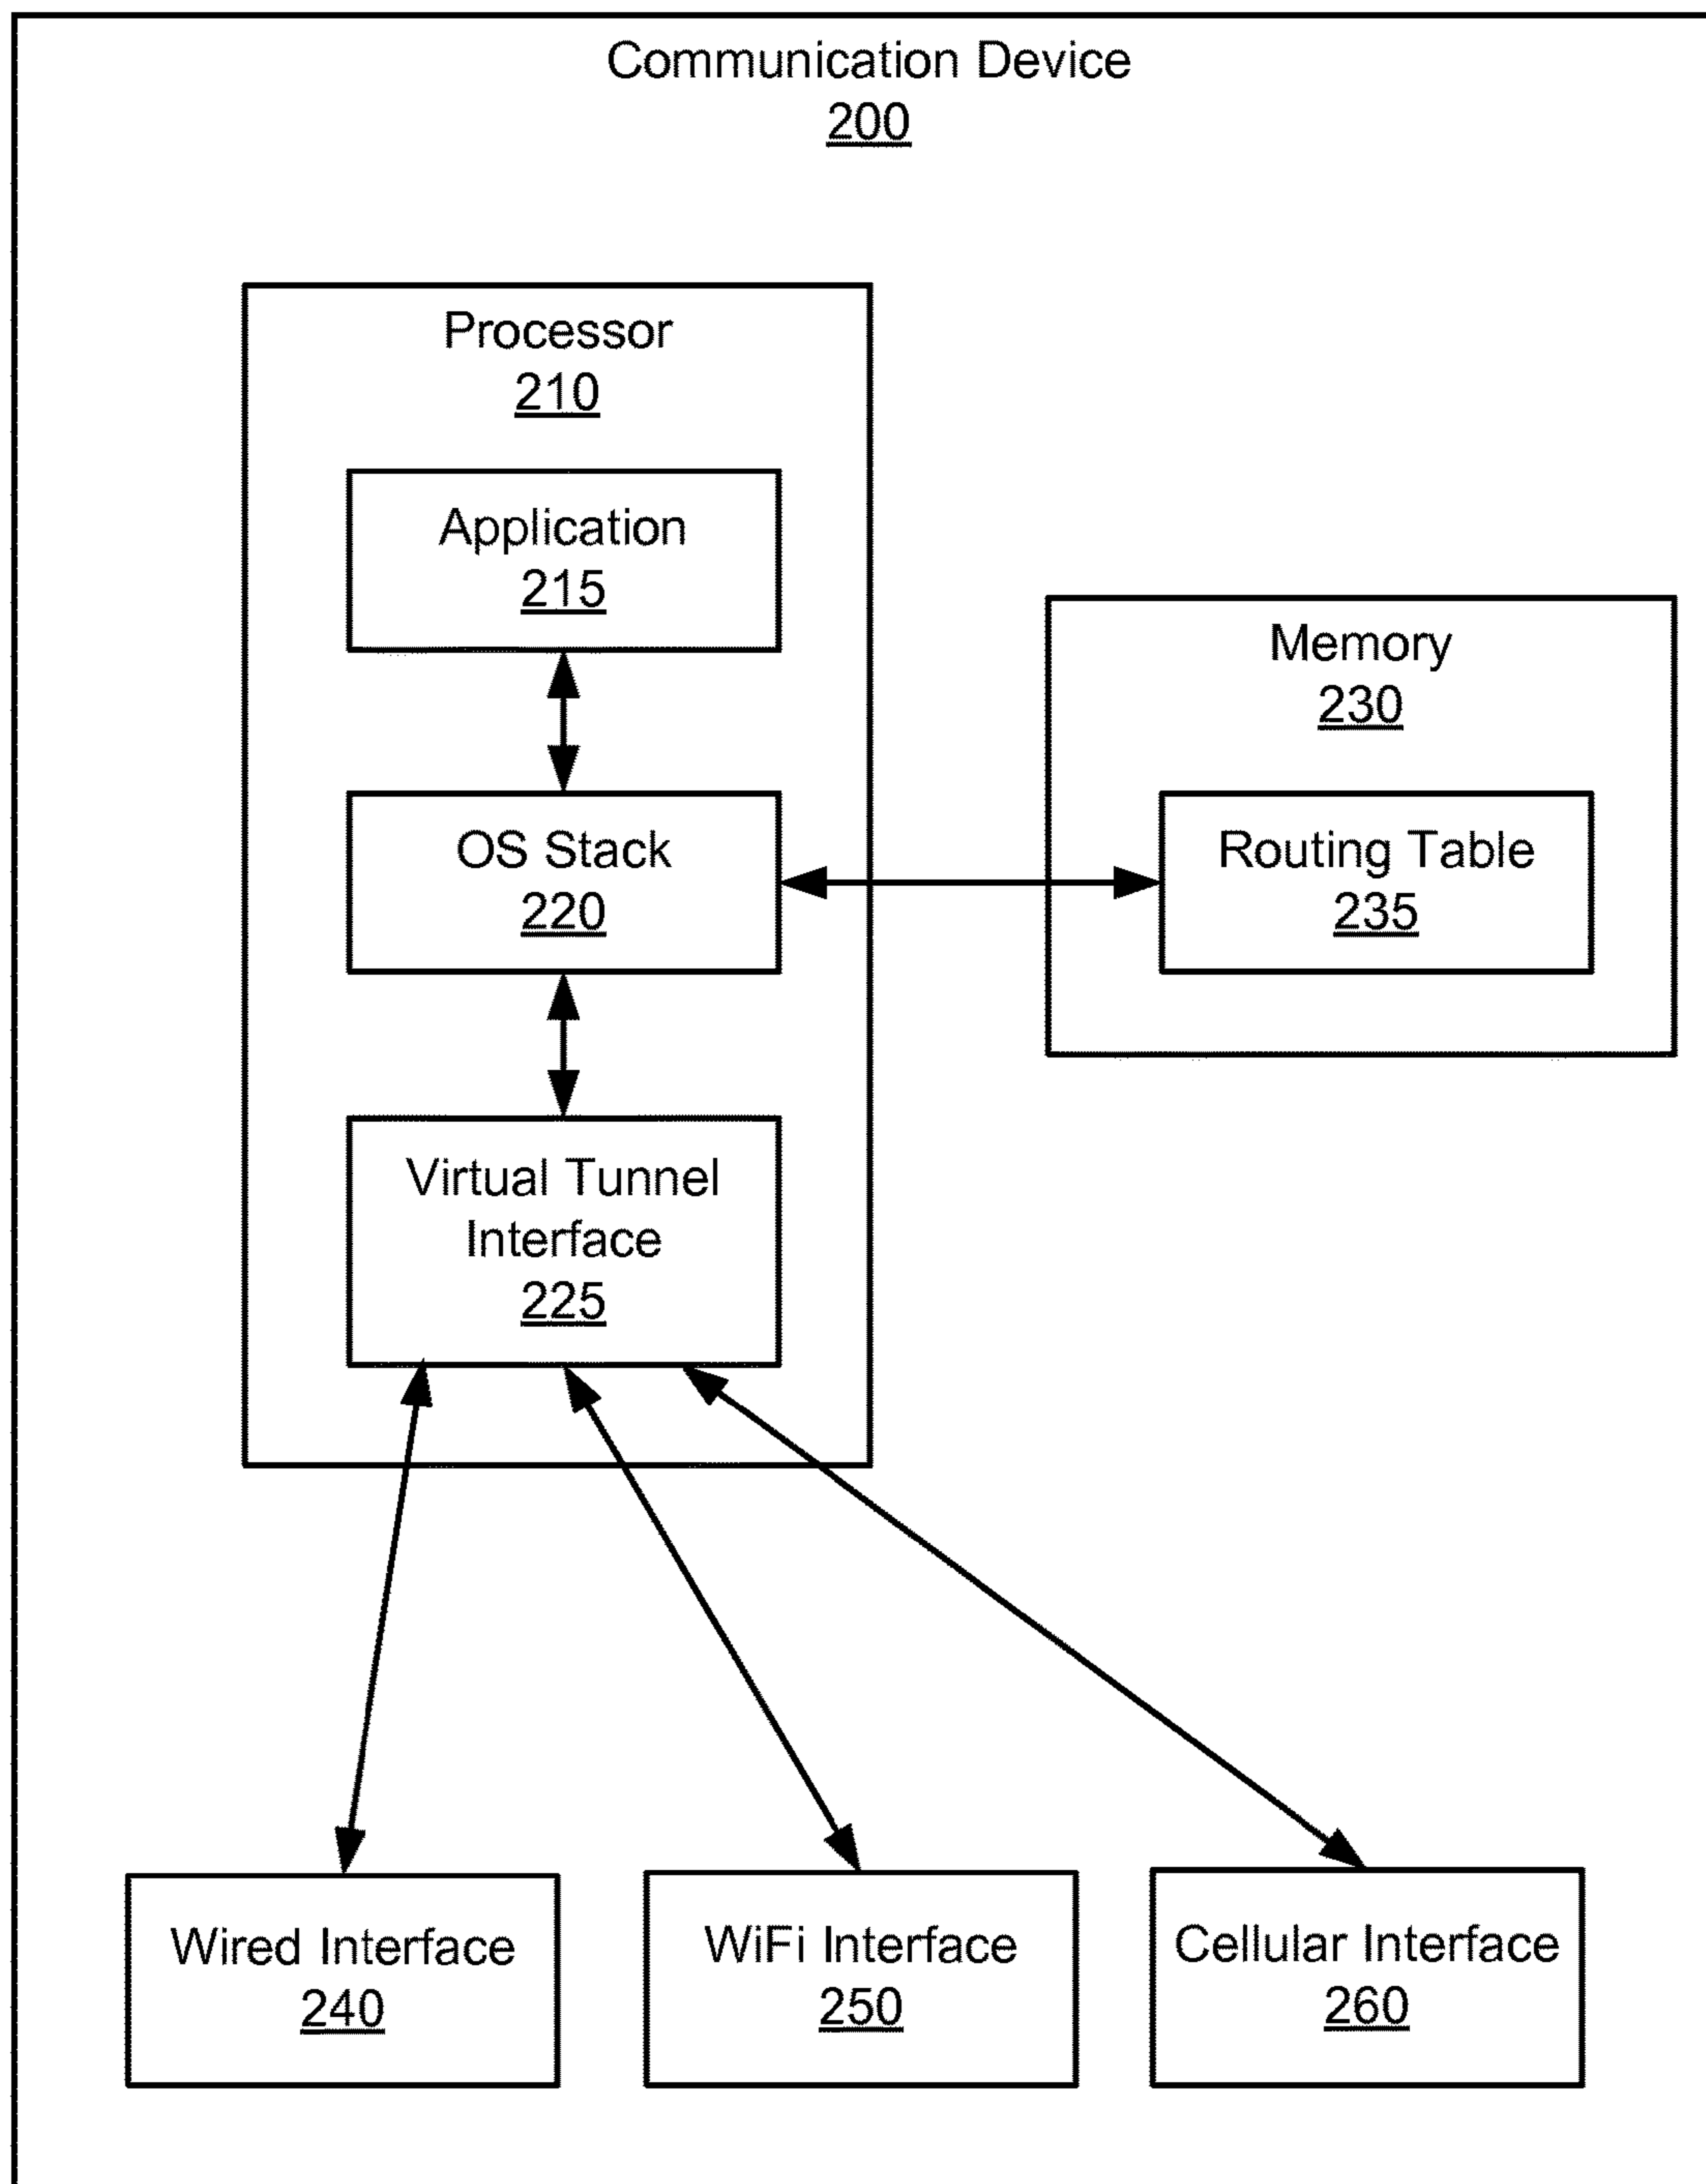 Communication Device
200
Processor
210
Application
215
Memory
230
OS Stack
220
Routing Table
235
Virtual Tunnel
Interface
225
Wired Interface
240
WiFi Interface
250
Cellular Interface
260